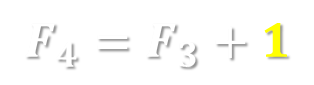 F₄ = F₃ + 1